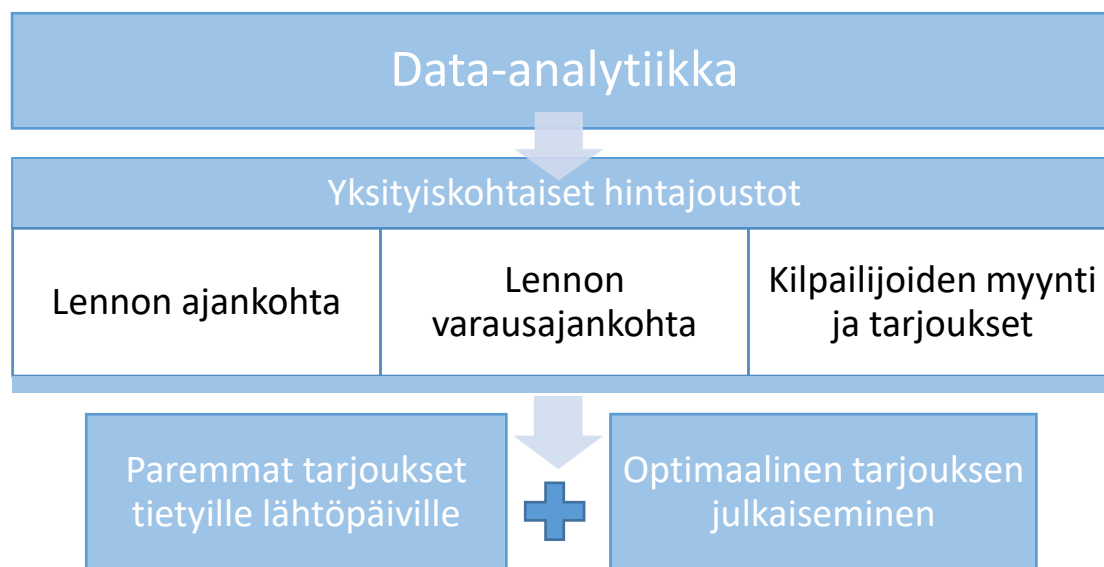 Data-analytiikka
Yksityiskohtaiset hintajoustot
Lennon ajankohta
Lennon
varausajankohta
Kilpailijoiden myynti
ja tarjoukset
Paremmat tarjoukset
tietyille lähtöpäiville
Optimaalinen tarjouksen
julkaiseminen